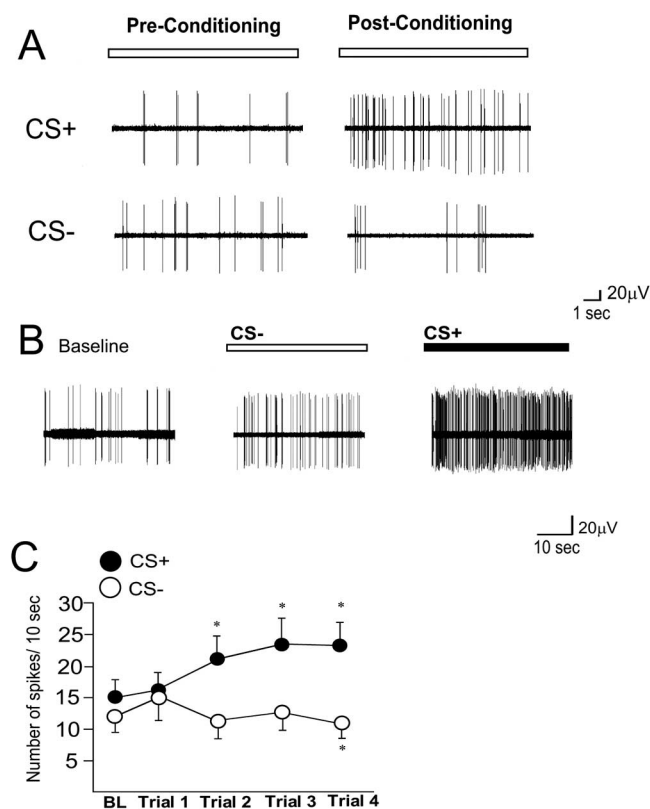 A
Pre-Conditioning
Post-Conditioning
CS+
CS-
20µV
1 sec
B
Baseline
CS-
CS+
20µV
10 sec
C
CS+
CS-
Number of spikes/ 10 sec
30
25
20
15
10
5
*
*
*
*
BL Trial 1 Trial 2 Trial 3 Trial 4